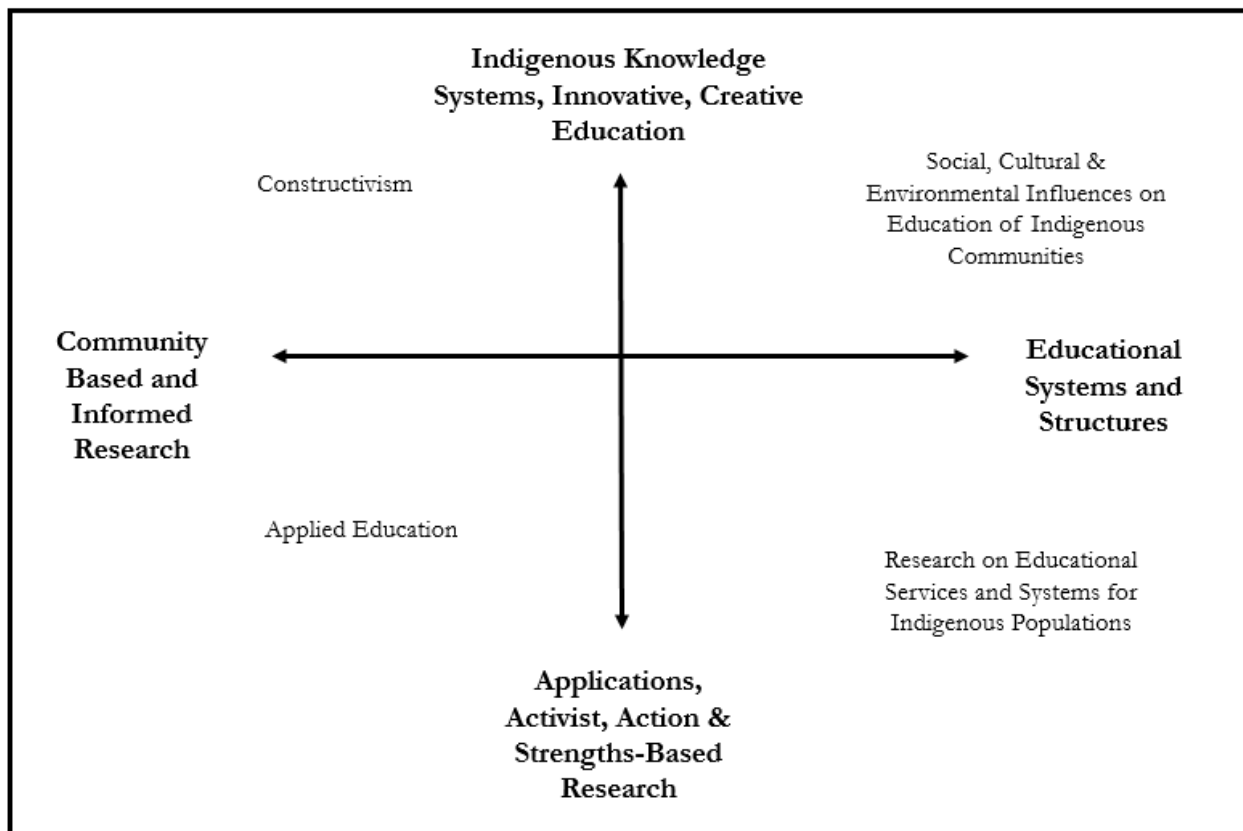 Indigenous Knowledge
Systems, Innovative, Creative
Education
Constructivism
Social, Cultural &
Environmental Influences on
Education of Indigenous
Communities
Community
Based and
Informed
Research
Educational
Systems and
Structures
Applied Education
Research on Educational
Services and Systems for
Indigenous Populations
Applications,
Activist, Action &
Strengths-Based
Research